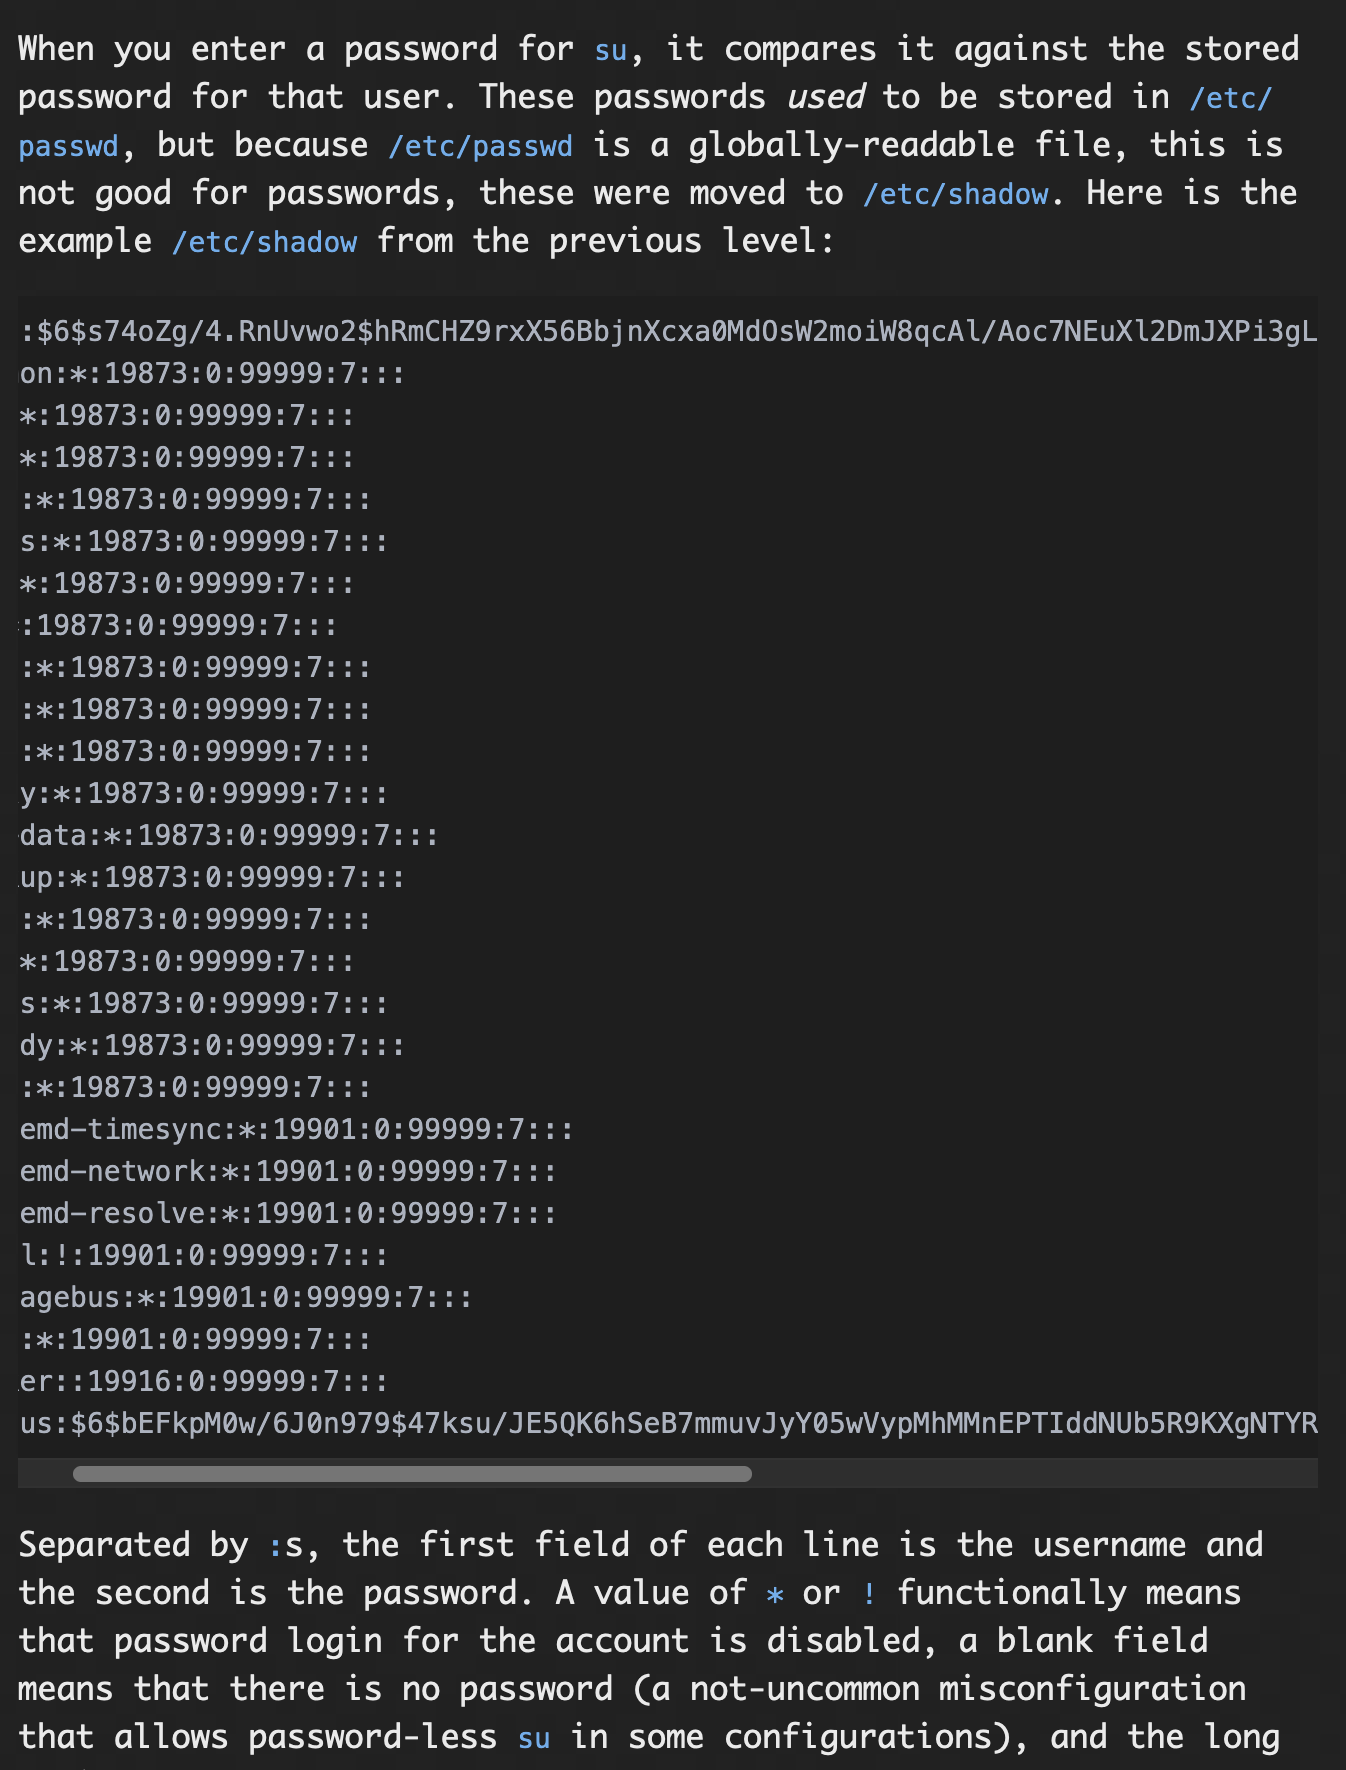 When you enter a password for su, it compares it against the stored
password for that user. These passwords used to be stored in /etc/
passwd, but because /etc/passwd is a globally-readable file, this is
not good for passwords, these were moved to /etc/shadow. Here is the
example /etc/shadow from the previous level:
:$6$s74oZg/4.RnUvwo2$hRmCHZ9rxX56BbjnXcxa0MdOsW2moiW8qcAl/Aoc7NEuXl2DmJXPi3gL
on:*:19873:0:99999:7:::
*:19873:0:99999:7:::
*:19873:0:99999:7:::
:*:19873:0:99999:7:::
s:*:19873:0:99999:7:::
*:19873:0:99999:7:::
:19873:0:99999:7:::
:*:19873:0:99999:7:::
:*:19873:0:99999:7:::
:*:19873:0:99999:7:::
y:*:19873:0:99999:7:::
data:*:19873:0:99999:7:::
up:*:19873:0:99999:7:::
:*:19873:0:99999:7:::
*:19873:0:99999:7:::
s:*:19873:0:99999:7:::
dy:*:19873:0:99999:7:::
:*:19873:0:99999:7:::
emd-timesync:*:19901:0:99999:7:::
emd-network:*:19901:0:99999:7:::
emd-resolve:*:19901:0:99999:7:::
l:!:19901:0:99999:7:::
agebus:*:19901:0:99999:7:::
:*:19901:0:99999:7:::
er::19916:0:99999:7:::
us:$6$bEFkpM0w/6J0n979$47ksu/JE5QK6hSeB7mmuvJyY05wVypMhMMnEPTIddNUb5R9KXgNTYR
Separated by :s, the first field of each line is the username and
the second is the password. A value of * or ! functionally means
that password login for the account is disabled, a blank field
means that there is no password (a not-uncommon misconfiguration
that allows password-less su in some configurations), and the long